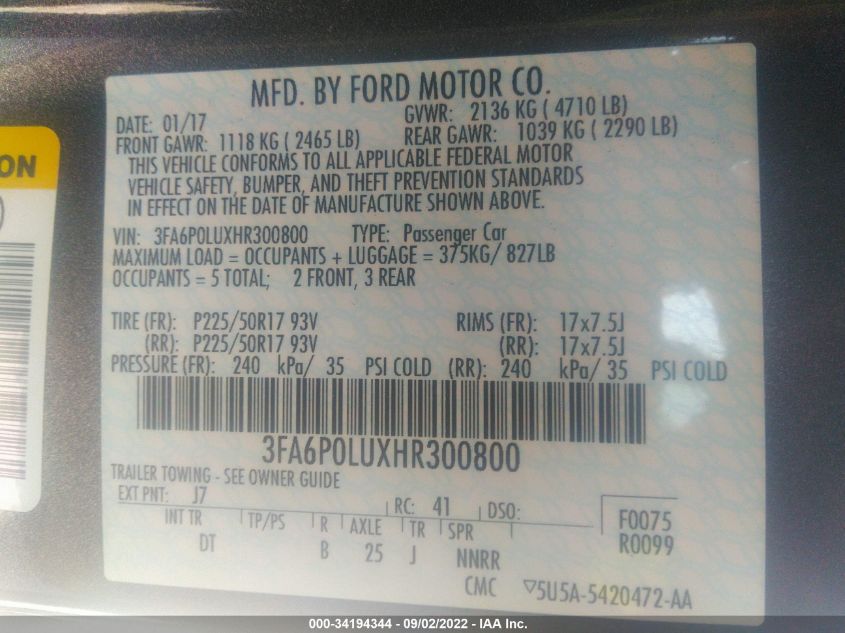 MFD. BY FORD MOTOR CO.
DATE: 01/17 GVWR: 2136 KG ( 4710 LB)
FRONT GAWR: 1118 KG ( 2465 LB) REAR GAWR: 1039 KG ( 2290 LB)
THIS VEHICLE CONFORMS TO ALL APPLICABLE FEDERAL MOTOR
VEHICLE SAFETY, BUMPER, AND THEFT PREVENTION STANDARDS
IN EFFECT ON THE DATE OF MANUFACTURE SHOWN ABOVE.
VIN: 3FA6P0LUXHR300800 TYPE: Passenger Car
MAXIMUM LOAD = OCCUPANTS + LUGGAGE = 375KG/ 827LB
OCCUPANTS = 5 TOTAL; 2 FRONT, 3 REAR
TIRE (FR): P225/50R17 93V RIMS (FR): 17x7.5J
(RR): P225/50R17 93V (RR): 17x7.5J
PRESSURE (FR): 240 kPa/ 35 PSI COLD (RR): 240 kPa/ 35 PSI COLD
3FA6P0LUXHR300800
TRAILER TOWING - SEE OWNER GUIDE
EXT PNT: J7 RC: 41 DSO: F0075
INT TR TP/PS R AXLE TR SPR R0099
DT B 25 J NNRR
CMC 5U5A-5420472-AA
ON
000-34194344 - 09/02/2022 - IAA Inc.